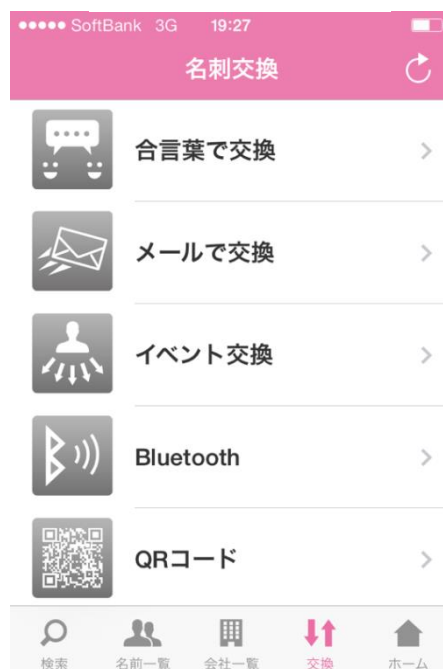 SoftBank 3G 19:27
名刺交換
合言葉で交換
メールで交換
イベント交換
Bluetooth
QRコード
検索 名前一覧 会社一覧 交換 ホーム